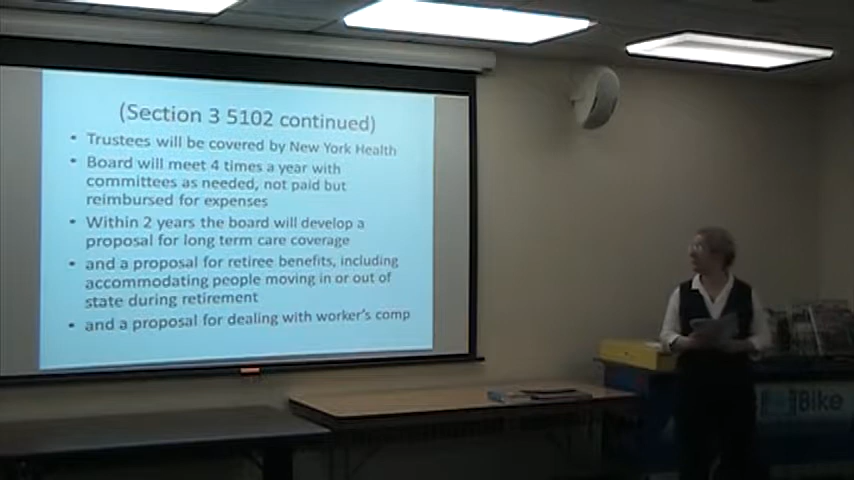 (Section 3 5102 continued)
• Trustees will be covered by New York Health
• Board will meet 4 times a year with
committees as needed, not paid but
reimbursed for expenses
• Within 2 years the board will develop a
proposal for long term care coverage
• and a proposal for retiree benefits, including
accommodating people moving in or out of
state during retirement
• and a proposal for dealing with worker's comp
Bike